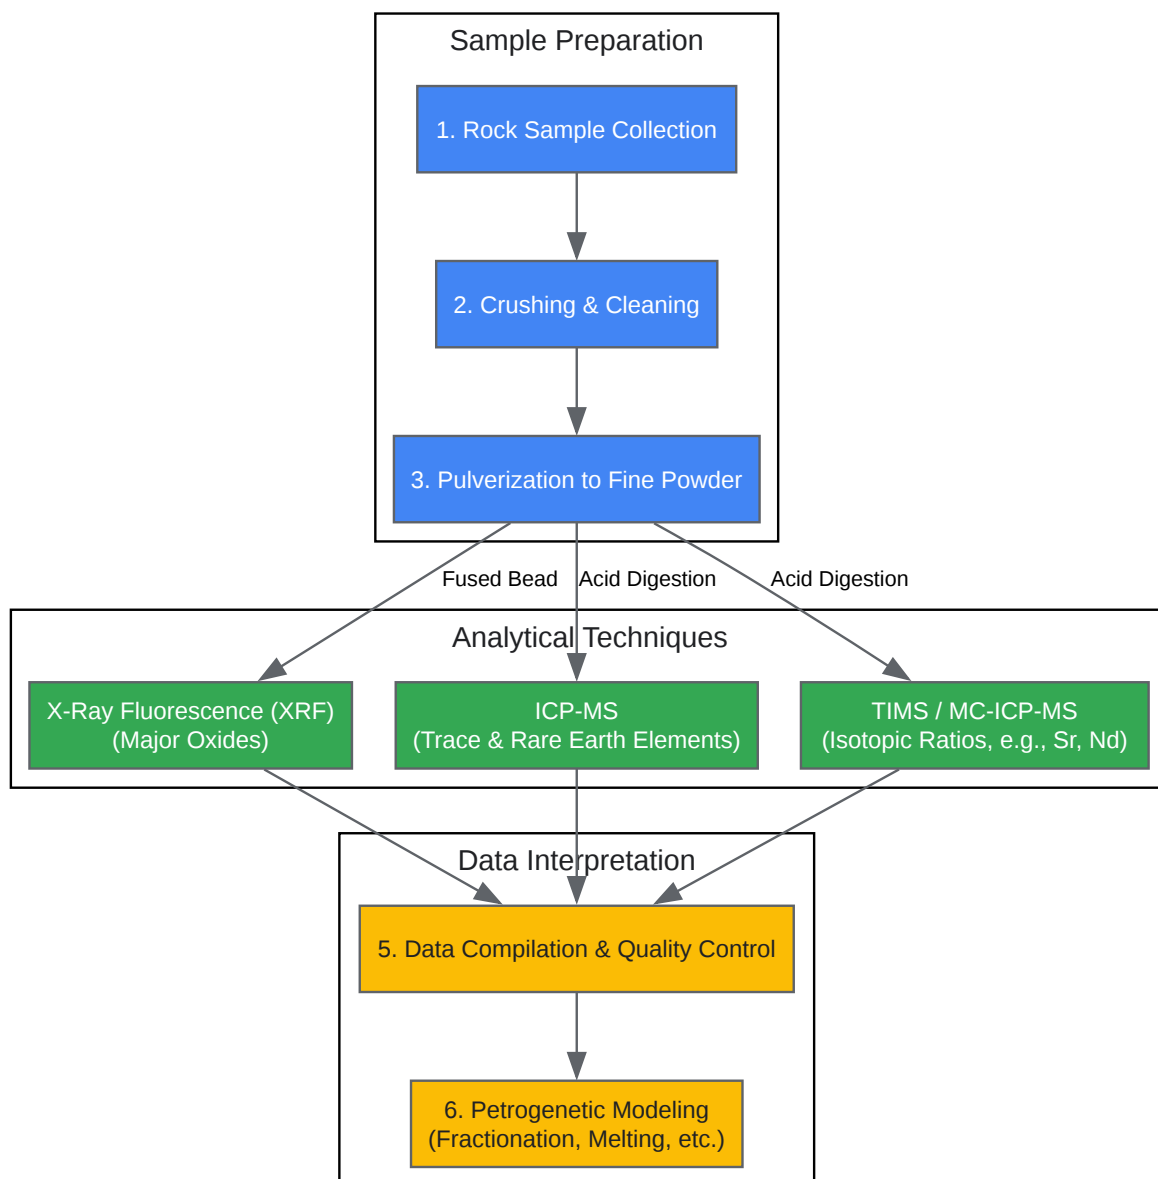 Sample Preparation
1. Rock Sample Collection
2. Crushing & Cleaning
3. Pulverization to Fine Powder
Fused Bead
Acid Digestion
Acid Digestion
Analytical Techniques
X-Ray Fluorescence (XRF)
(Major Oxides)
ICP-MS
(Trace & Rare Earth Elements)
TIMS / MC-ICP-MS
(Isotopic Ratios, e.g., Sr, Nd)
Data Interpretation
5. Data Compilation & Quality Control
6. Petrogenetic Modeling
(Fractionation, Melting, etc.)